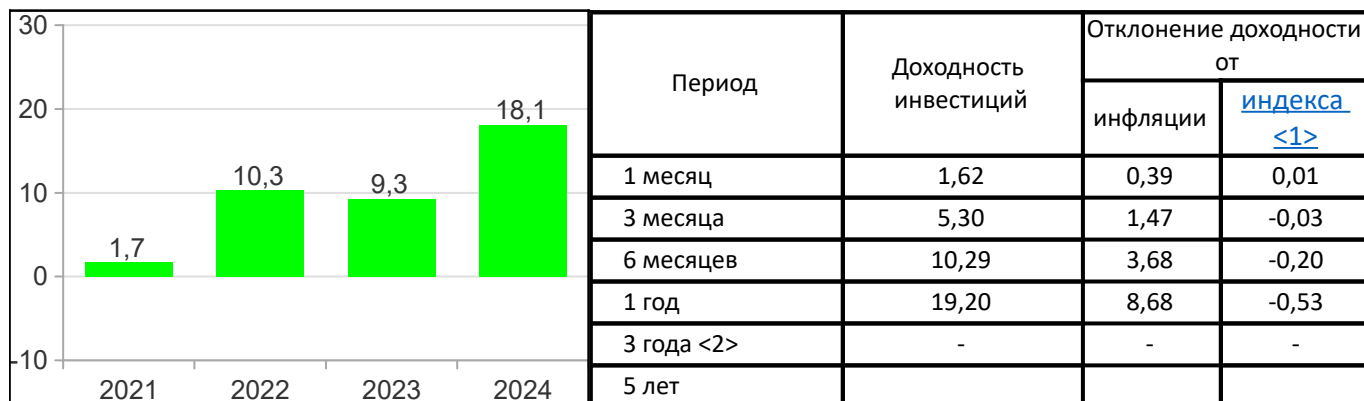 30
20
10
0
-10
1,7
10,3
9,3
18,1
2021 2022 2023 2024
Период
Доходность
инвестиций
Отклонение доходности
от
инфляции
индекса
<1>
1 месяц 1,62 0,39 0,01
3 месяца 5,30 1,47 -0,03
6 месяцев 10,29 3,68 -0,20
1 год 19,20 8,68 -0,53
3 года <2> - - -
5 лет